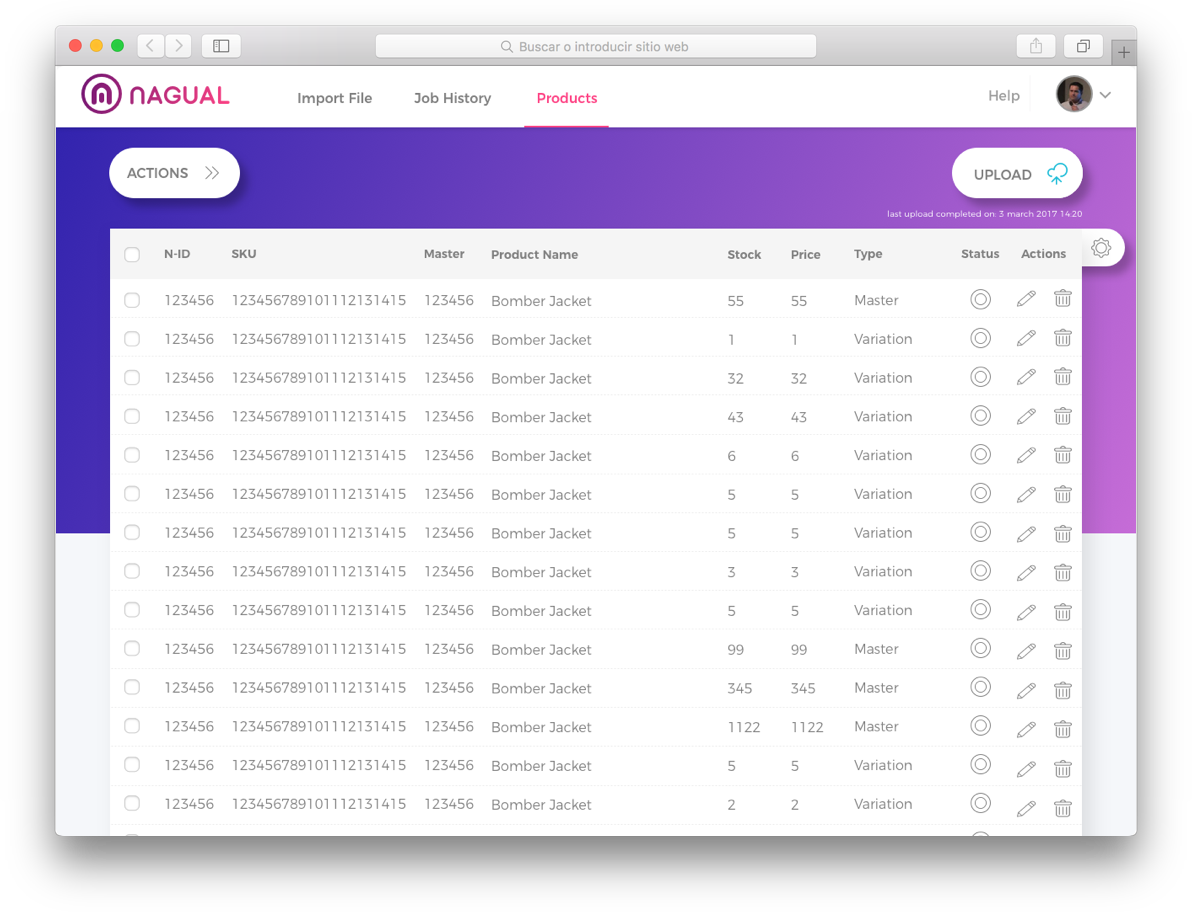 Buscar o introducir sitio web
NAGUAL Import File Job History Products Help
ACTIONS UPLOAD
last upload completed on: 3 march 2017 14:20
N-ID SKU Master Product Name Stock Price Type Status Actions
123456 123456789101112131415 123456 Bomber Jacket 55 55 Master
123456 123456789101112131415 123456 Bomber Jacket 1 1 Variation
123456 123456789101112131415 123456 Bomber Jacket 32 32 Variation
123456 123456789101112131415 123456 Bomber Jacket 43 43 Variation
123456 123456789101112131415 123456 Bomber Jacket 6 6 Variation
123456 123456789101112131415 123456 Bomber Jacket 5 5 Variation
123456 123456789101112131415 123456 Bomber Jacket 5 5 Variation
123456 123456789101112131415 123456 Bomber Jacket 3 3 Variation
123456 123456789101112131415 123456 Bomber Jacket 5 5 Variation
123456 123456789101112131415 123456 Bomber Jacket 99 99 Master
123456 123456789101112131415 123456 Bomber Jacket 345 345 Master
123456 123456789101112131415 123456 Bomber Jacket 1122 1122 Master
123456 123456789101112131415 123456 Bomber Jacket 5 5 Variation
123456 123456789101112131415 123456 Bomber Jacket 2 2 Variation